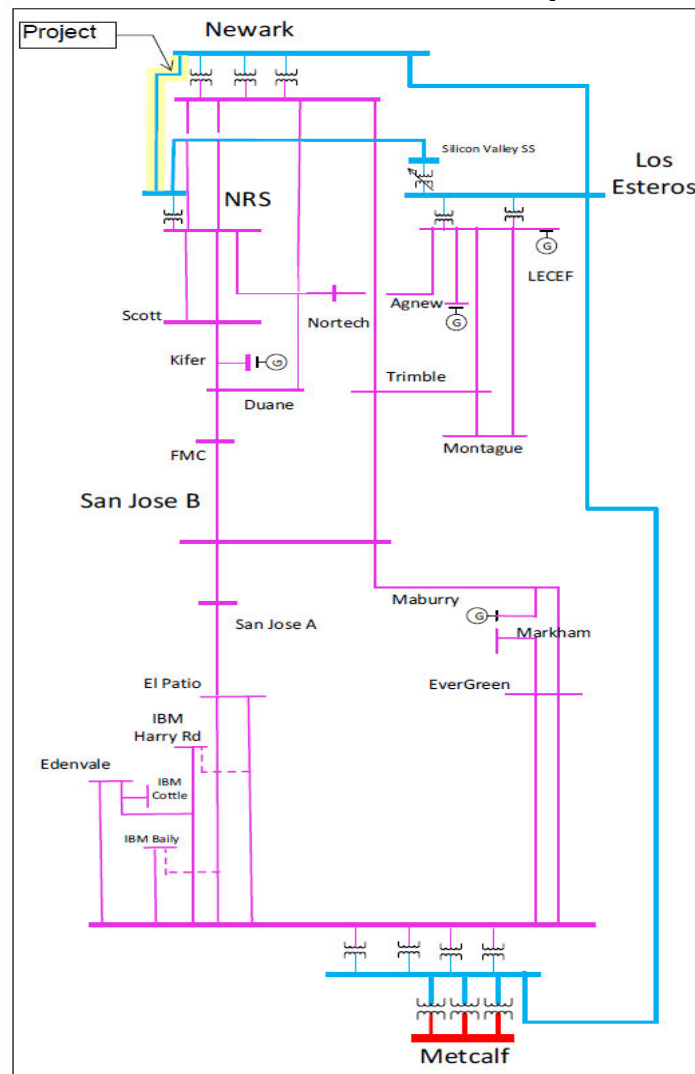 Project
Newark
Silicon Valley SS
Los
Esteros
NRS
G
LECEF
Scott
Nortech
Agnew
G
Kifer
G
Trimble
Duane
FMC
Montague
San Jose B
Maburry
G
Markham
San Jose A
El Patio
EverGreen
IBM
Harry Rd
Edenvale
IBM
Cottle
IBM Baily
Metcalf